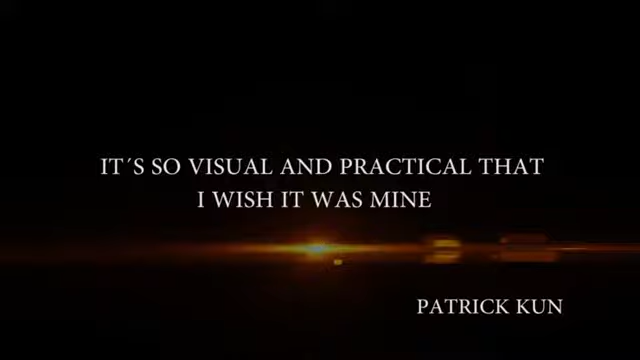 IT´S SO VISUAL AND PRACTICAL THAT
I WISH IT WAS MINE
PATRICK KUN